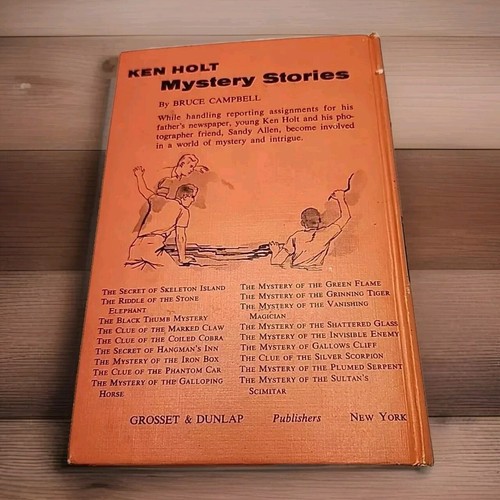 KEN HOLT
Mystery Stories
By BRUCE CAMPBELL
While handling reporting assignments for his
father's newspaper, young Ken Holt and his pho-
tographer friend, Sandy Allen, become involved
in a world of mystery and intrigue.
THE SECRET OF SKELETON ISLAND
THE RIDDLE OF THE STONE
ELEPHANT
THE BLACK THUMB MYSTERY
THE CLUE OF THE MARKED CLAW
THE CLUE OF THE COILED COBRA
THE SECRET OF HANGMAN'S INN
THE MYSTERY OF THE IRON BOX
THE CLUE OF THE PHANTOM CAR
THE MYSTERY OF THE GALLOPING
HORSE
THE MYSTERY OF THE GREEN FLAME
THE MYSTERY OF THE GRINNING TIGER
THE MYSTERY OF THE VANISHING
MAGICIAN
THE MYSTERY OF THE SHATTERED GLASS
THE MYSTERY OF THE INVISIBLE ENEMY
THE MYSTERY OF GALLOWS CLIFF
THE CLUE OF THE SILVER SCORPION
THE MYSTERY OF THE PLUMED SERPENT
THE MYSTERY OF THE SULTAN'S
SCIMITAR
GROSSET & DUNLAP Publishers NEW YORK